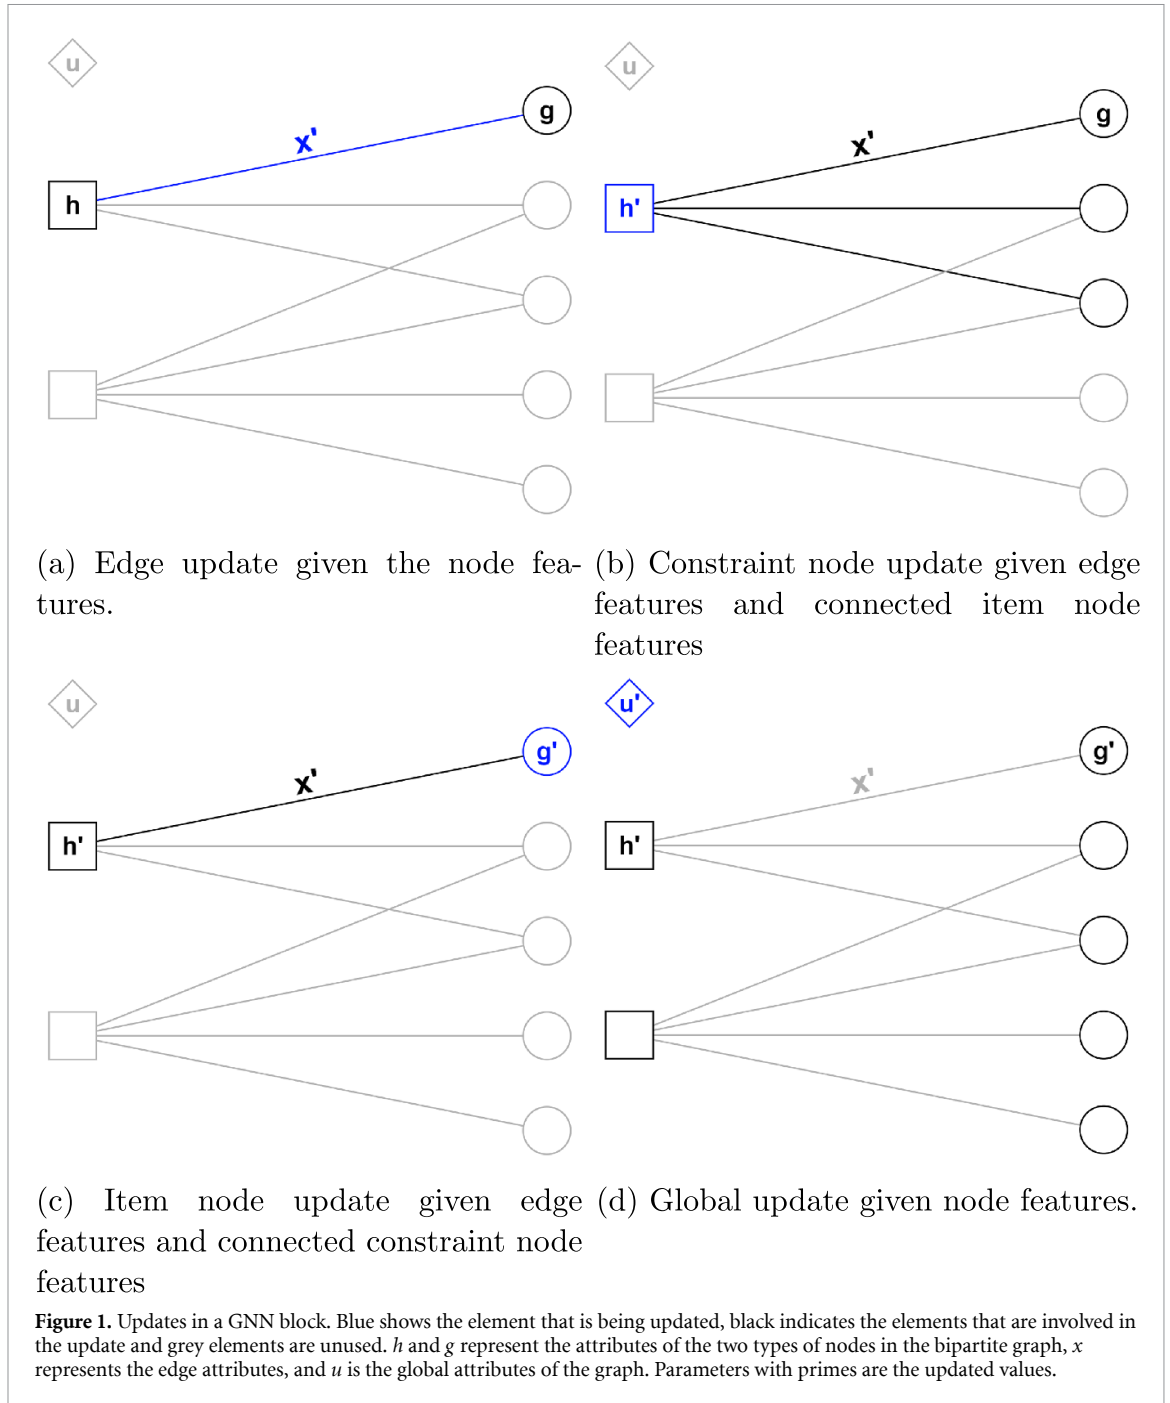 u
g
x'
h
u
g
x'
h'
(a) Edge update given the node fea-
tures.
(b) Constraint node update given edge
features and connected item node
features
u
g'
x'
h'
u'
g'
x'
h'
(c) Item node update given edge
features and connected constraint node
features
(d) Global update given node features.
Figure 1. Updates in a GNN block. Blue shows the element that is being updated, black indicates the elements that are involved in
the update and grey elements are unused. h and g represent the attributes of the two types of nodes in the bipartite graph, x
represents the edge attributes, and u is the global attributes of the graph. Parameters with primes are the updated values.